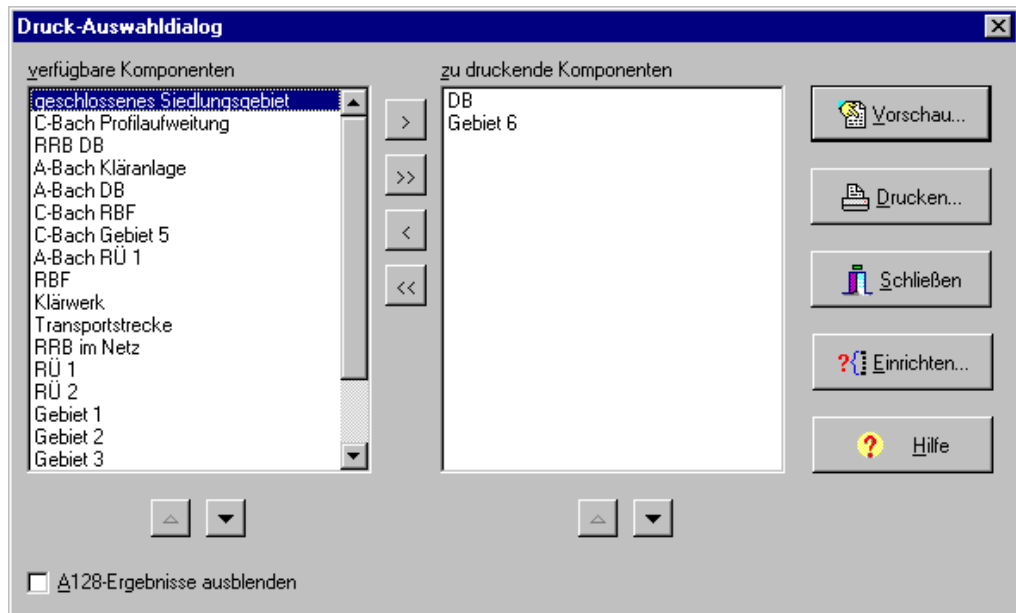 Druck-Auswahldialog
verfügbare Komponenten
geschlossenes Siedlungsgebiet
C-Bach Profilaufweitung
RRB DB
A-Bach Kläranlage
A-Bach DB
C-Bach RBF
C-Bach Gebiet 5
A-Bach RÜ 1
RBF
Klärwerk
Transportstrecke
RRB im Netz
RÜ 1
RÜ 2
Gebiet 1
Gebiet 2
Gebiet 3
>
>>
<
<<
zu druckende Komponenten
DB
Gebiet 6
Vorschau...
Drucken...
Schließen
Einrichten...
Hilfe
A128-Ergebnisse ausblenden